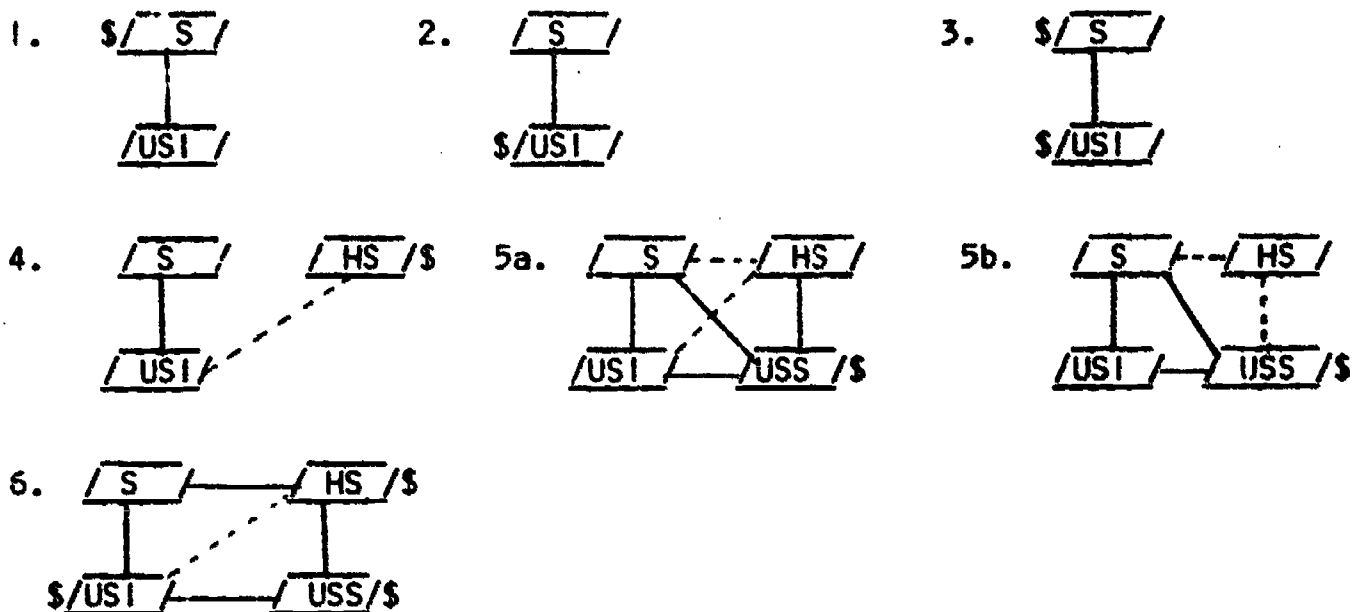 1. $/ S / 2. / S / 3. $/ S /
/USI / $/USI / $/USI /
4. / S / / HS /$ 5a. / S / / HS / 5b. / S / / HS /
/ USI / /USI / /USS /$ /USI / / USS /$
6. / S / / HS /$
$/USI / / USS/$